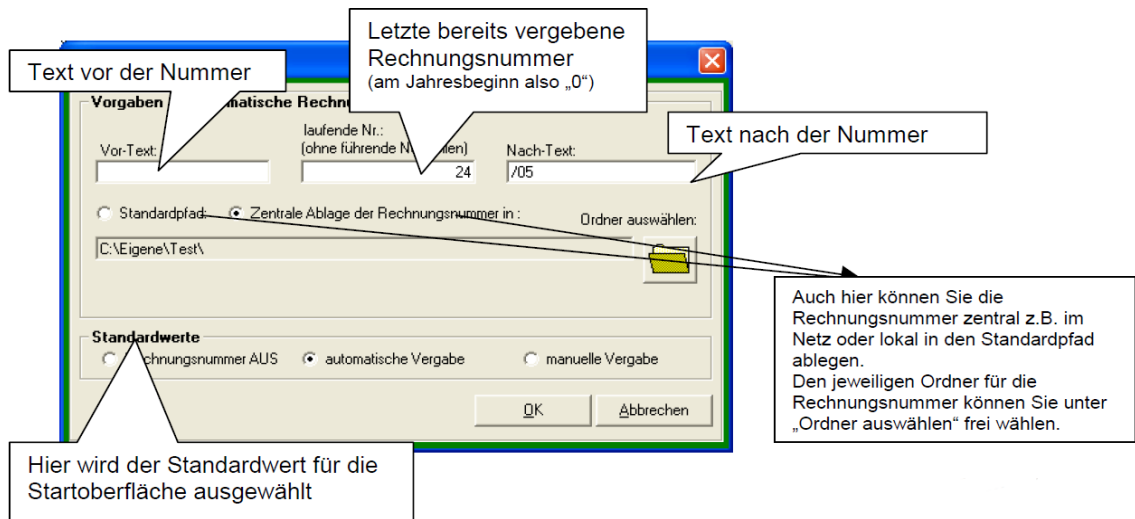 Text vor der Nummer
Letzte bereits vergebene
Rechnungsnummer
(am Jahresbeginn also „0“)
Text nach der Nummer
Vorgaben
Vor-Text:
laufende Nr.:
(ohne führende
24
Nach-Text:
/05
Standardpfad:
Zentrale Ablage der Rechnungsnummer in :
Ordner auswählen:
C:\Eigene\Test\
Auch hier können Sie die
Rechnungsnummer zentral z.B. im
Netz oder lokal in den Standardpfad
ablegen.
Den jeweiligen Ordner für die
Rechnungsnummer können Sie unter
„Ordner auswählen“ frei wählen.
Standardwerte
AUS
automatische Vergabe
manuelle Vergabe
OK
Abbrechen
Hier wird der Standardwert für die
Startoberfläche ausgewählt